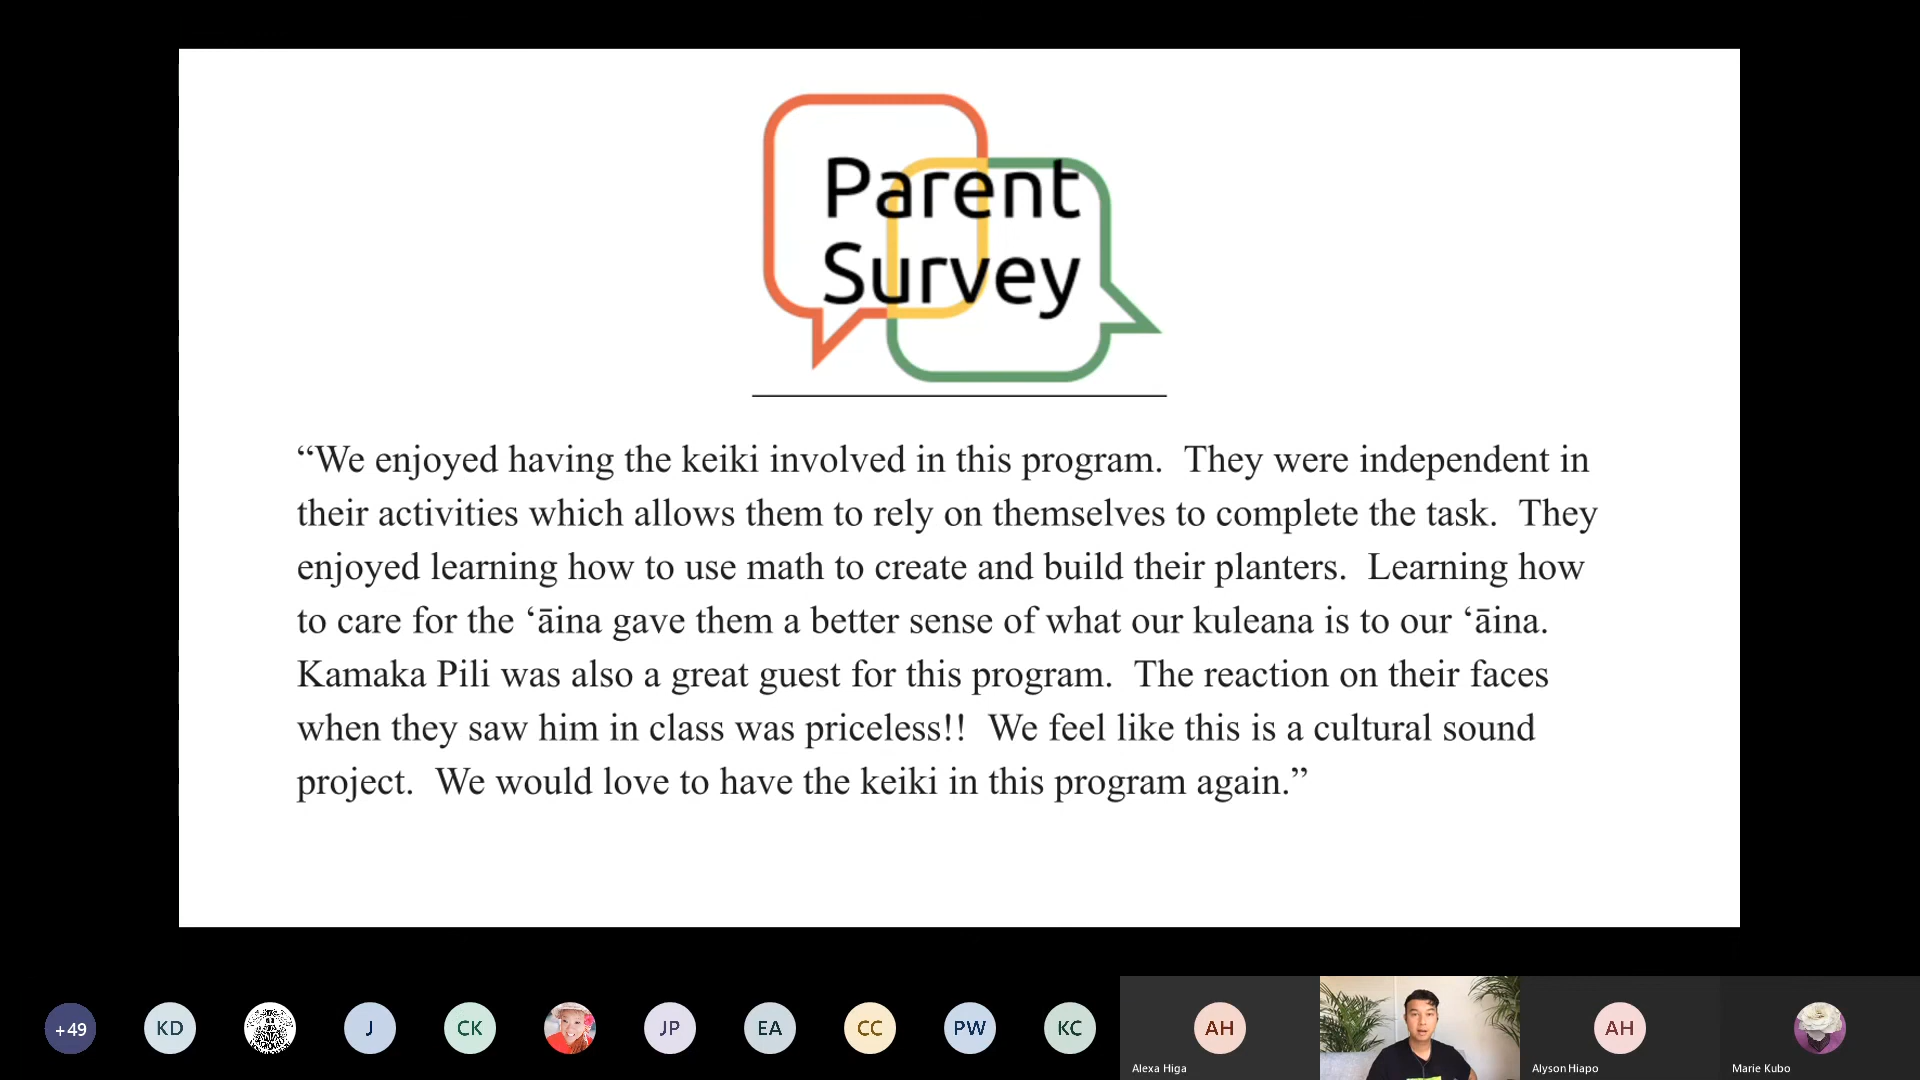 Parent
Survey
“We enjoyed having the keiki involved in this program.  They were independent in
their activities which allows them to rely on themselves to complete the task.  They
enjoyed learning how to use math to create and build their planters.  Learning how
to care for the ‘āina gave them a better sense of what our kuleana is to our ‘āina.
Kamaka Pili was also a great guest for this program.  The reaction on their faces
when they saw him in class was priceless!!  We feel like this is a cultural sound
project.  We would love to have the keiki in this program again.”
+49 KD J CK JP EA CC PW KC AH AH
Alexa Higa Alyson Hiapo Marie Kubo